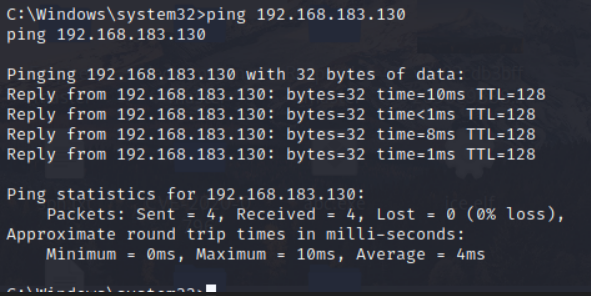 C:\Windows\system32>ping 192.168.183.130
ping 192.168.183.130
Pinging 192.168.183.130 with 32 bytes of data:
Reply from 192.168.183.130: bytes=32 time=10ms TTL=128
Reply from 192.168.183.130: bytes=32 time<1ms TTL=128
Reply from 192.168.183.130: bytes=32 time=8ms TTL=128
Reply from 192.168.183.130: bytes=32 time=1ms TTL=128
Ping statistics for 192.168.183.130:
Packets: Sent = 4, Received = 4, Lost = 0 (0% loss),
Approximate round trip times in milli-seconds:
Minimum = 0ms, Maximum = 10ms, Average = 4ms
C:\Windows\system32>